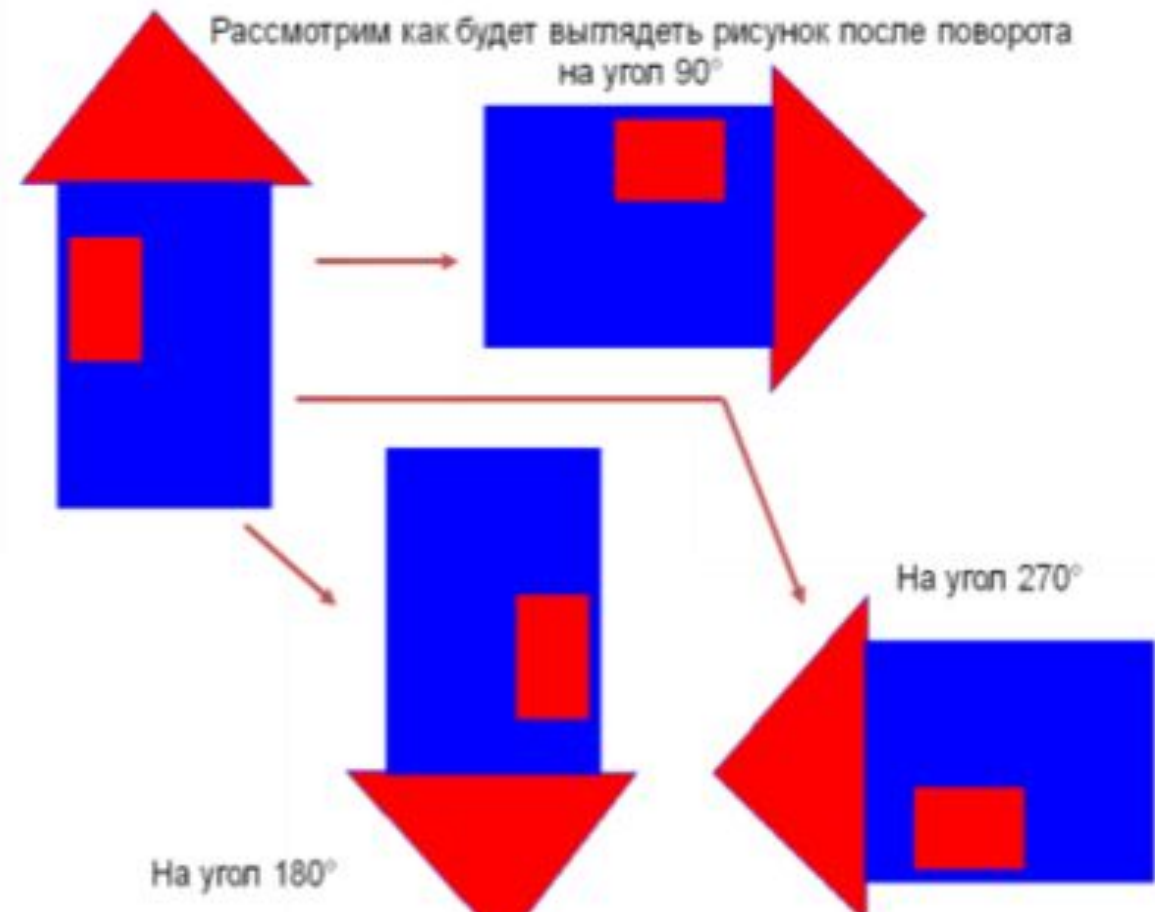 Рассмотрим как будет выглядеть рисунок после поворота
на угол 90°
На угол 270°
На угол 180°